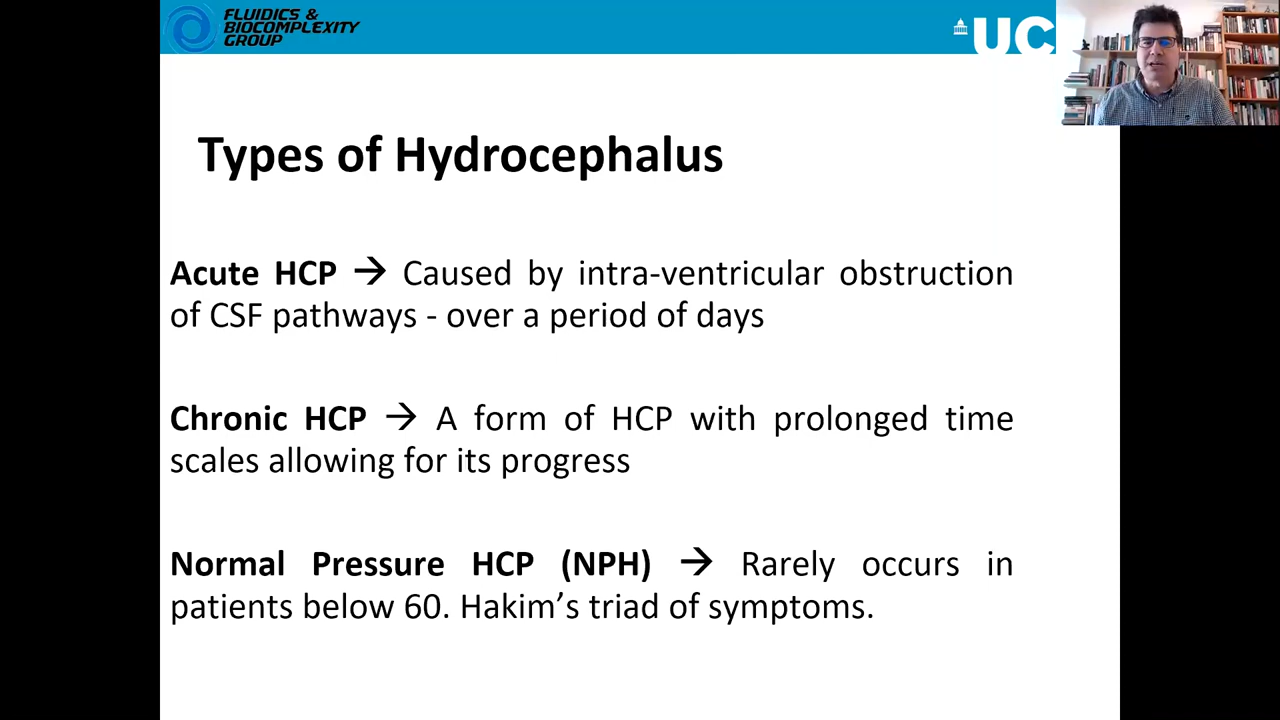 FLUIDICS &
BIOCOMPLEXITY
GROUP
UC
Types of Hydrocephalus
Acute HCP → Caused by intra-ventricular obstruction
of CSF pathways - over a period of days
Chronic HCP → A form of HCP with prolonged time
scales allowing for its progress
Normal Pressure HCP (NPH) → Rarely occurs in
patients below 60. Hakim’s triad of symptoms.